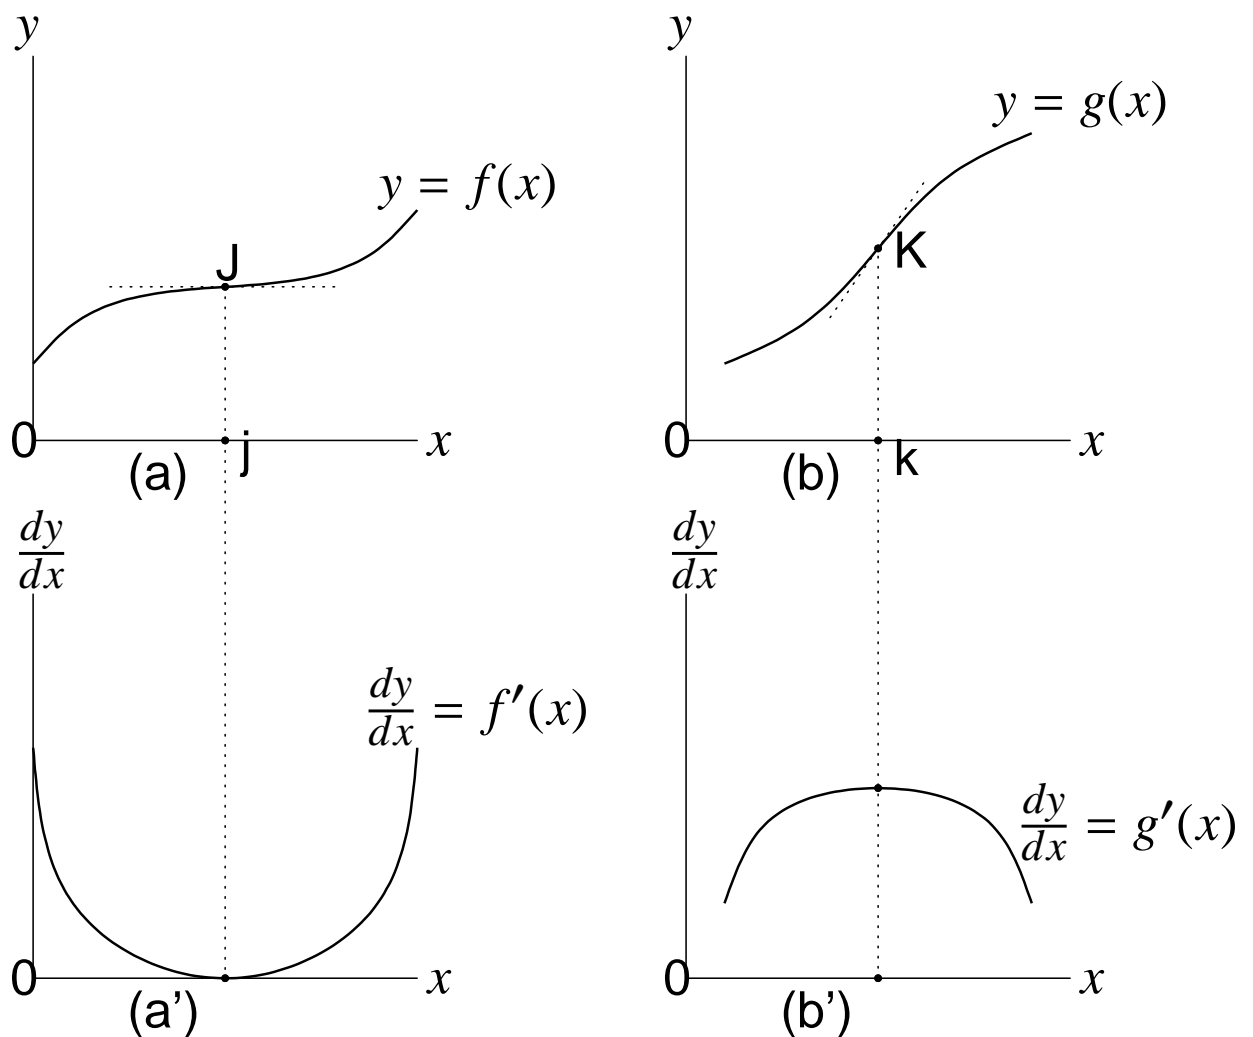 y
y = f(x)
J
0
j
x
(a)
y
y = g(x)
K
0
k
x
(b)
dy
dx
dy
dx = f′(x)
0
x
(a’)
dy
dx
dy
dx = g′(x)
0
x
(b’)